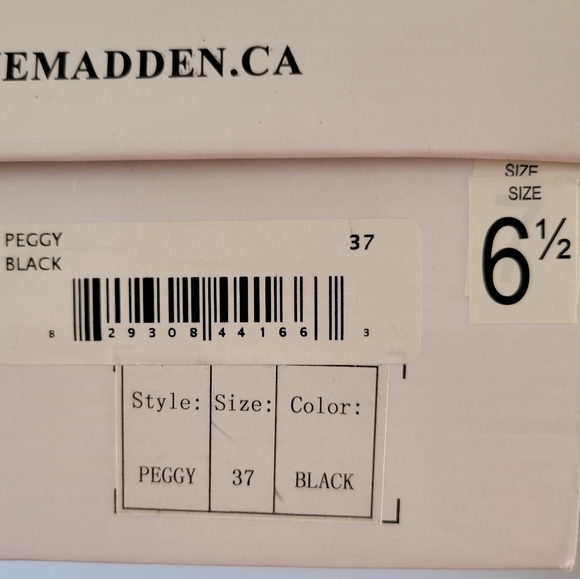 EMADDEN.CA
SIZE
SIZE
6½
PEGGY 37
BLACK
8 29308 44166 3
Style: Size: Color:
PEGGY 37 BLACK